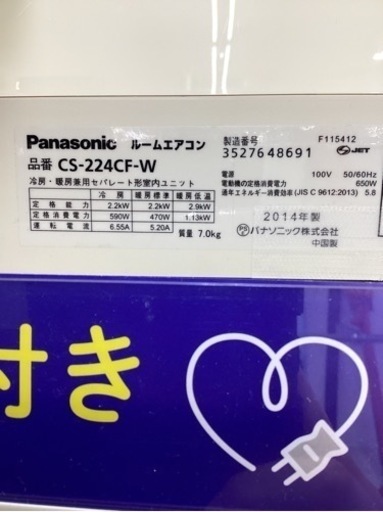 Panasonic ルームエアコン
品番 CS-224CF-W
冷房・暖房兼用セパレート形室内ユニット
冷房 暖房標準 暖房低温
定格能力 2.2kW 2.2kW 2.9kW
定格消費電力 590W 470W 1.13kW
運転電流 6.55A 5.20A
質量 7.0kg
製造番号 F115412
3527648691 JET
電源 100V 50/60Hz
電動機の定格消費電力 650W
通年エネルギー消費効率(JIS C 9612:2013) 5.8
2014年製
PSE パナソニック株式会社
中国製
付き